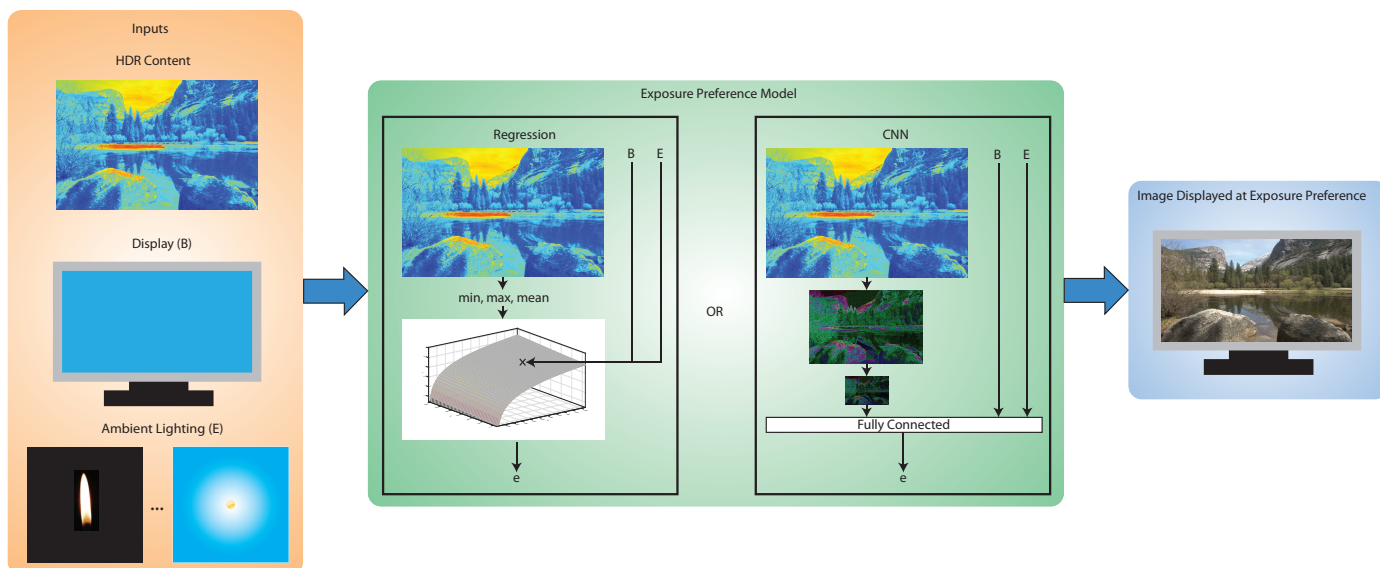 Inputs
HDR Content
Display (B)
Ambient Lighting (E)
...
Exposure Preference Model
Regression
B E
min, max, mean
x
e
OR
CNN
B E
Fully Connected
e
Image Displayed at Exposure Preference